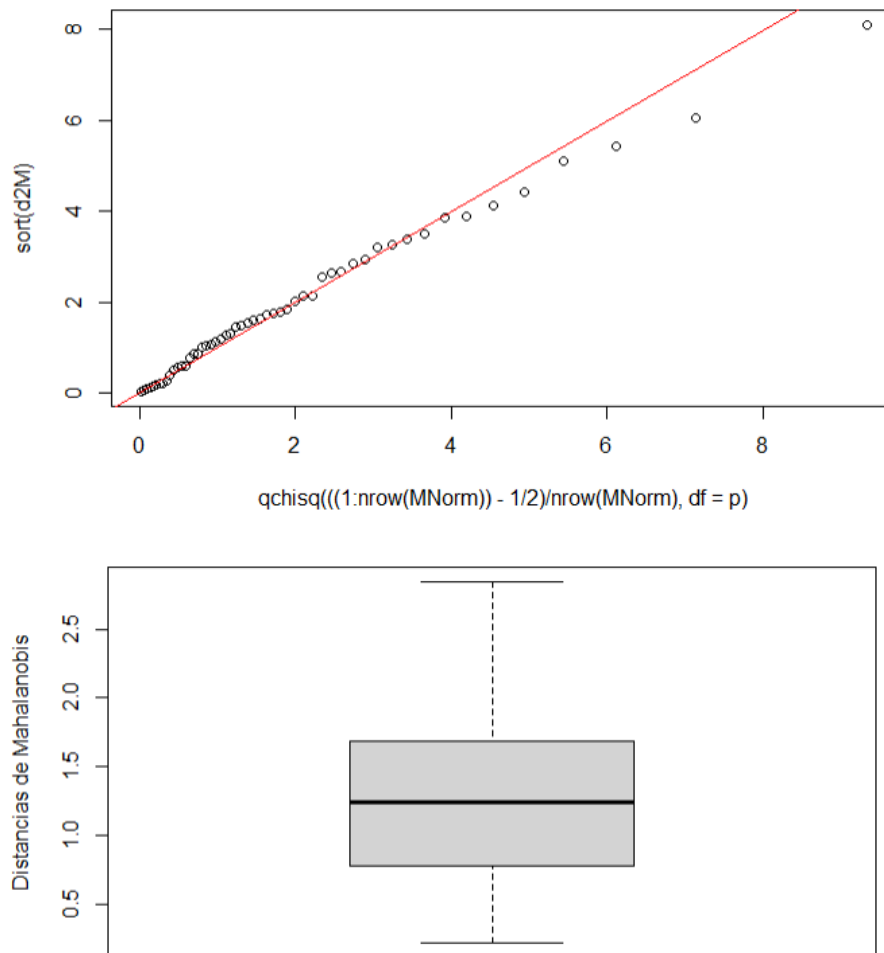 8
6
4
2
0
sort(d2M)
0 2 4 6 8
qchisq(((1:nrow(MNorm)) - 1/2)/nrow(MNorm), df = p)
2.5
2.0
1.5
1.0
0.5
Distancias de Mahalanobis